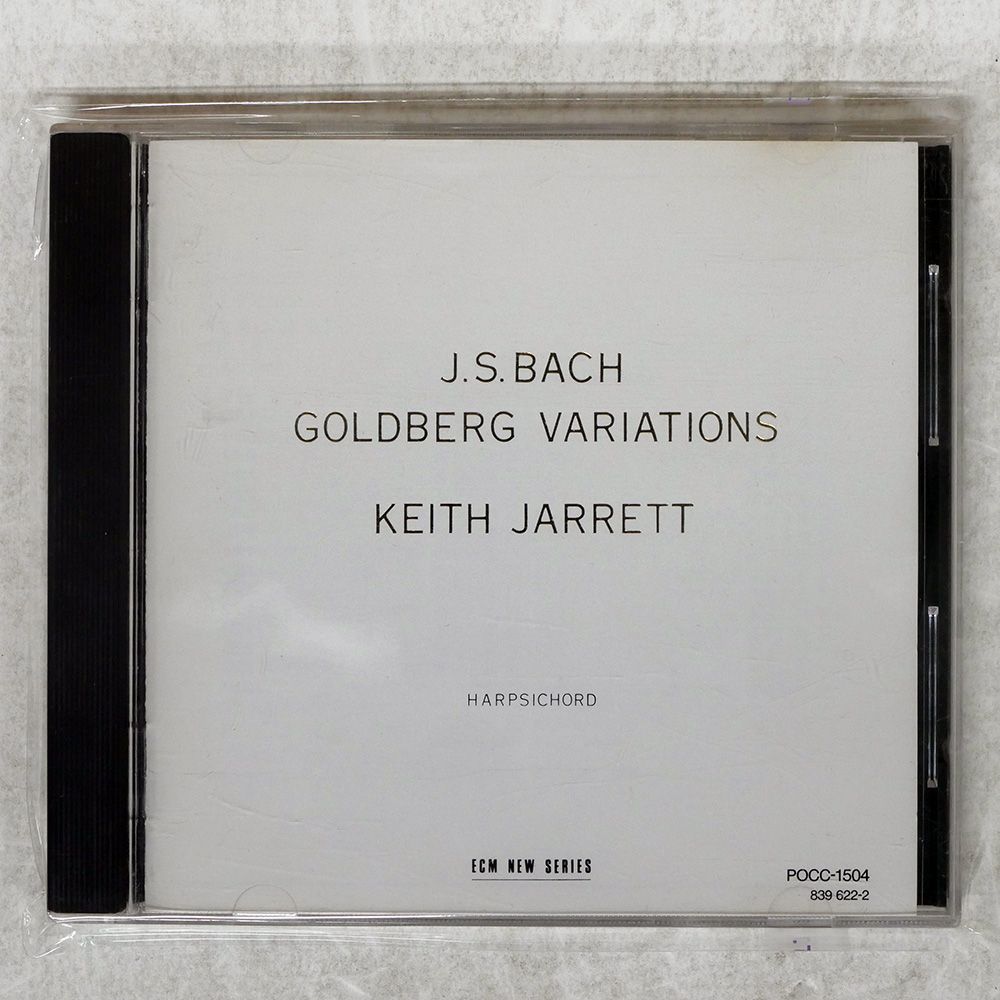 J.S.BACH
GOLDBERG VARIATIONS
KEITH JARRETT
HARPSICHORD
ECM NEW SERIES
POCC-1504
839 622-2